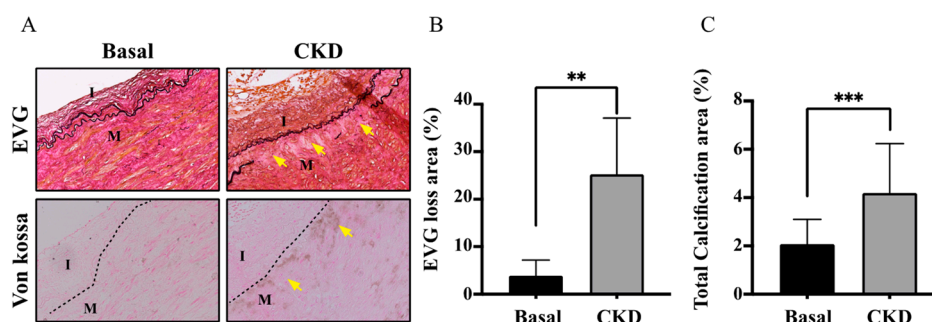 A
Basal
CKD
EVG
I
M
I
M
Von kossa
I
M
I
M
B
**
EVG loss area (%)
40
30
20
10
0
Basal
CKD
C
***
Total Calcification area (%)
8
6
4
2
0
Basal
CKD